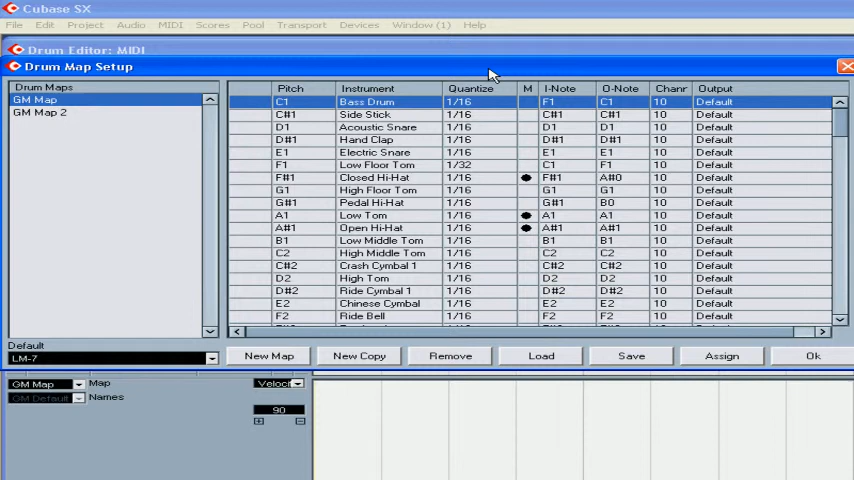 Cubase SX
File Edit Project Audio MIDI Scores Pool Transport Devices Window (1) Help
Drum Editor: MIDI
Drum Map Setup
Drum Maps
GM Map
GM Map 2
Pitch Instrument Quantize M I-Note O-Note Chanr Output
C1 Bass Drum 1/16 F1 C1 10 Default
C#1 Side Stick 1/16 C#1 C#1 10 Default
D1 Acoustic Snare 1/16 D1 D1 10 Default
D#1 Hand Clap 1/16 D#1 D#1 10 Default
E1 Electric Snare 1/16 E1 E1 10 Default
F1 Low Floor Tom 1/32 C1 F1 10 Default
F#1 Closed Hi-Hat 1/16 F#1 A#0 10 Default
G1 High Floor Tom 1/16 G1 G1 10 Default
G#1 Pedal Hi-Hat 1/16 G#1 B0 10 Default
A1 Low Tom 1/16 A1 A1 10 Default
A#1 Open Hi-Hat 1/16 A#1 A#1 10 Default
B1 Low Middle Tom 1/16 B1 B1 10 Default
C2 High Middle Tom 1/16 C2 C2 10 Default
C#2 Crash Cymbal 1 1/16 C#2 C#2 10 Default
D2 High Tom 1/16 D2 D2 10 Default
D#2 Ride Cymbal 1 1/16 D#2 D#2 10 Default
E2 Chinese Cymbal 1/16 E2 E2 10 Default
F2 Ride Bell 1/16 F2 F2 10 Default
Default
LM-7
New Map New Copy Remove Load Save Assign Ok
GM Map Map Veloci
GM Default Names
90